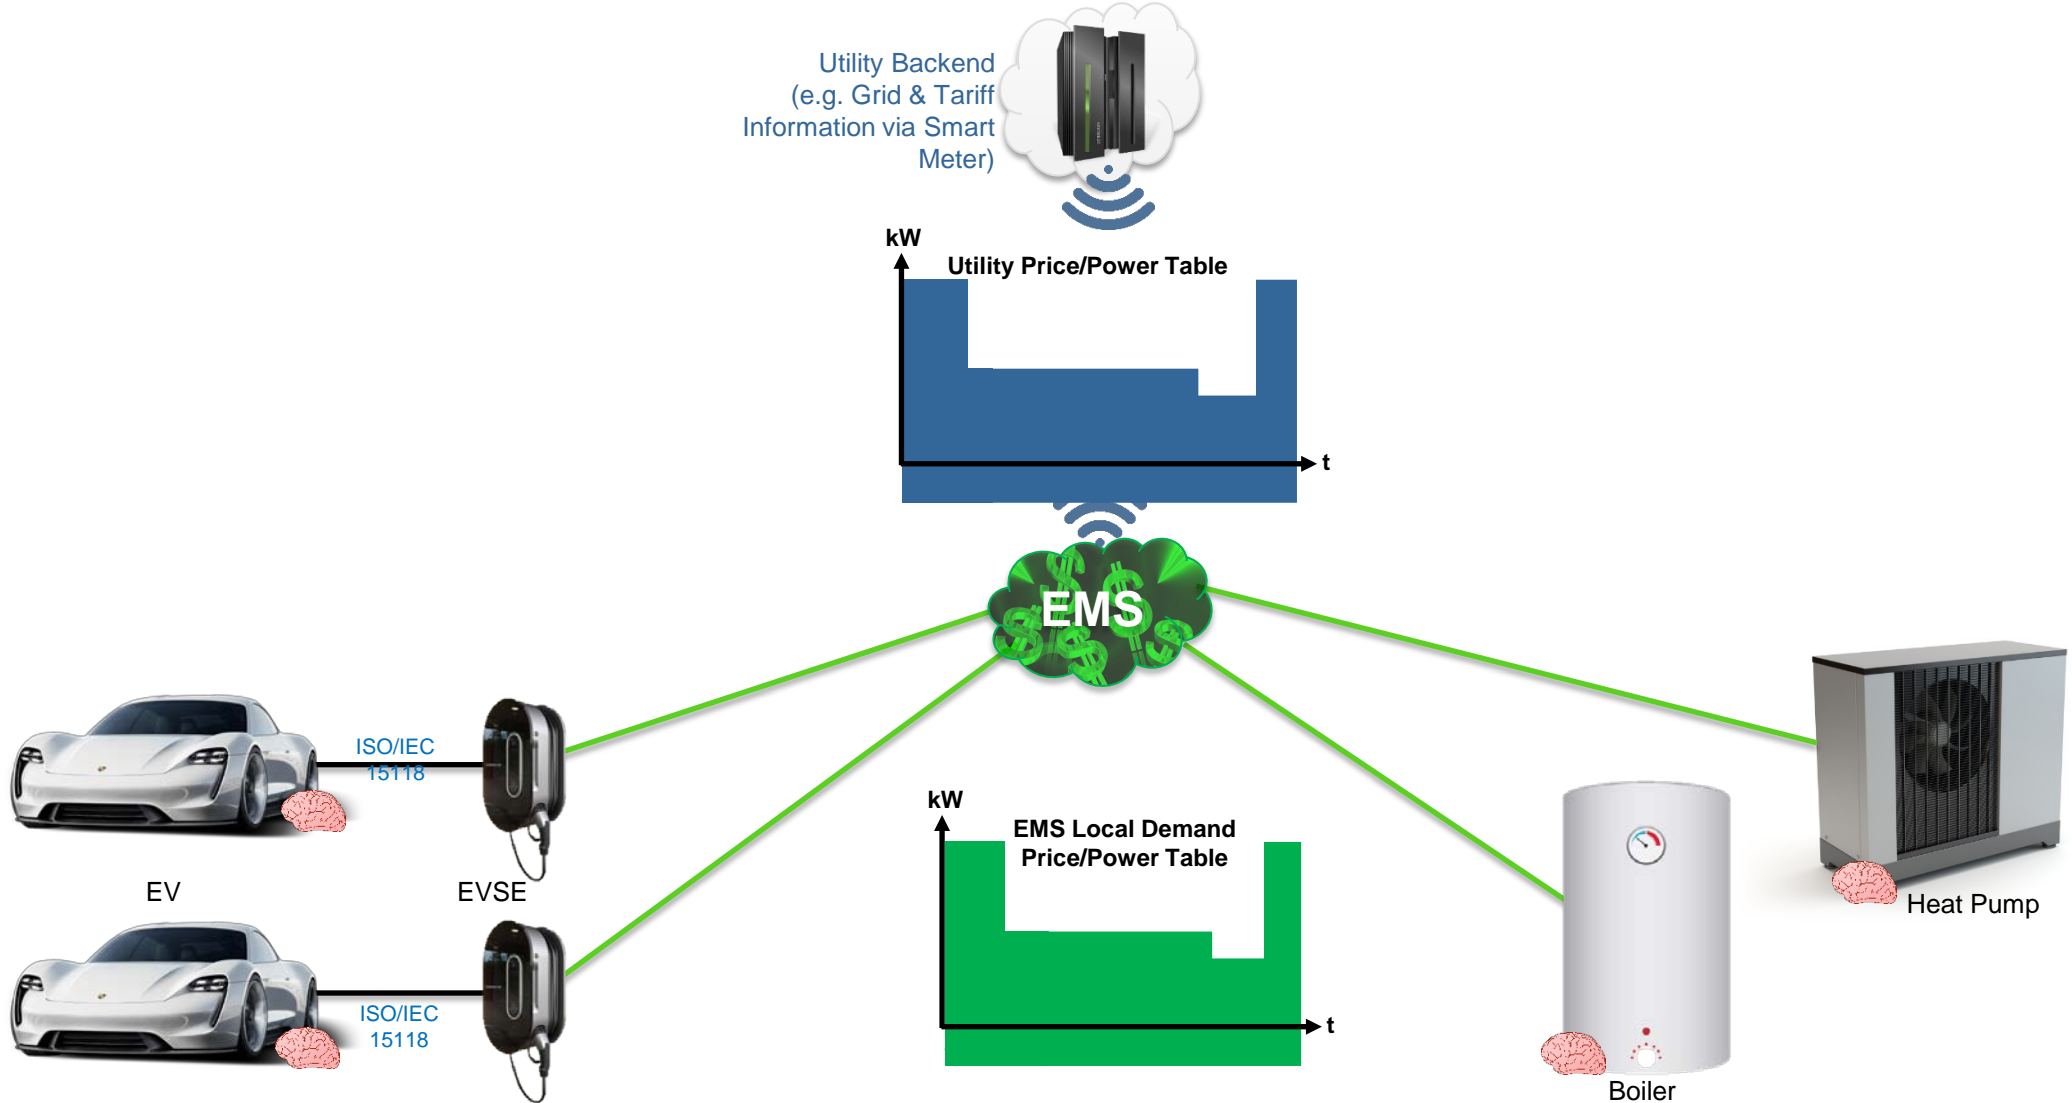 Utility Backend
(e.g. Grid & Tariff
Information via Smart
Meter)
kW
Utility Price/Power Table
t
EMS
ISO/IEC
15118
EV
EVSE
ISO/IEC
15118
kW
EMS Local Demand
Price/Power Table
t
Heat Pump
Boiler